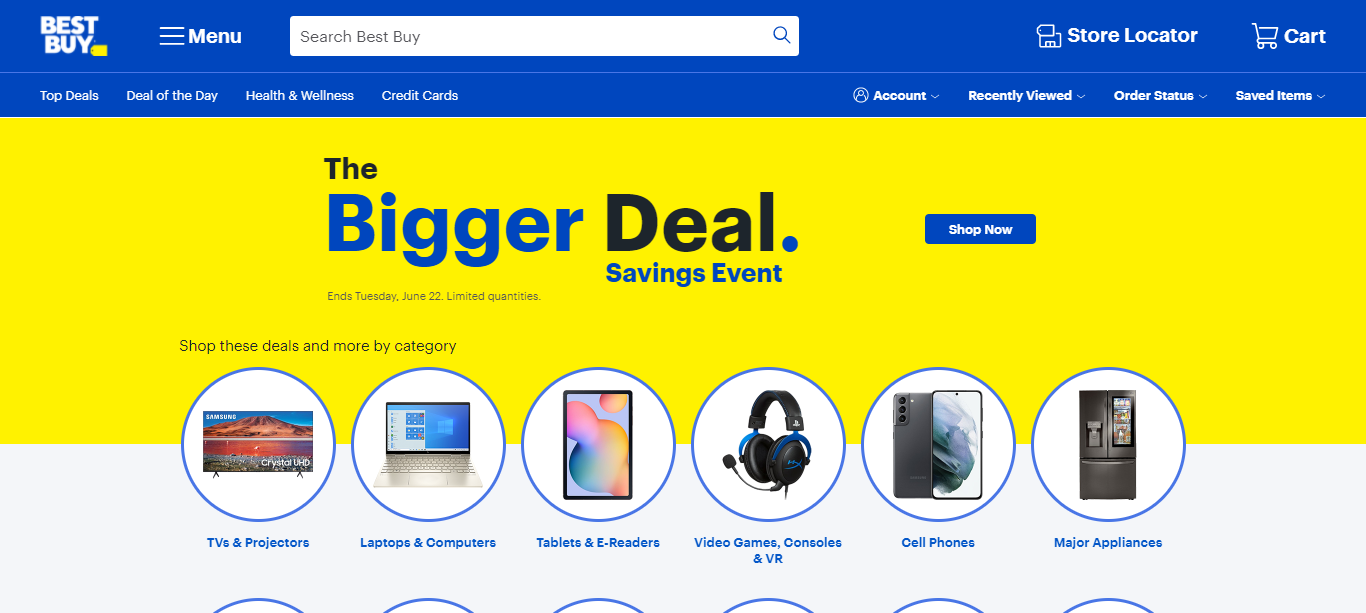 BEST
BUY
Menu
Search Best Buy
Store Locator
Cart
Top Deals
Deal of the Day
Health & Wellness
Credit Cards
Account
Recently Viewed
Order Status
Saved Items
The
Bigger Deal.
Savings Event
Shop Now
Ends Tuesday, June 22. Limited quantities.
Shop these deals and more by category
SAMSUNG
Crystal UHD
TVs & Projectors
Laptops & Computers
Tablets & E-Readers
Video Games, Consoles
& VR
Cell Phones
Major Appliances